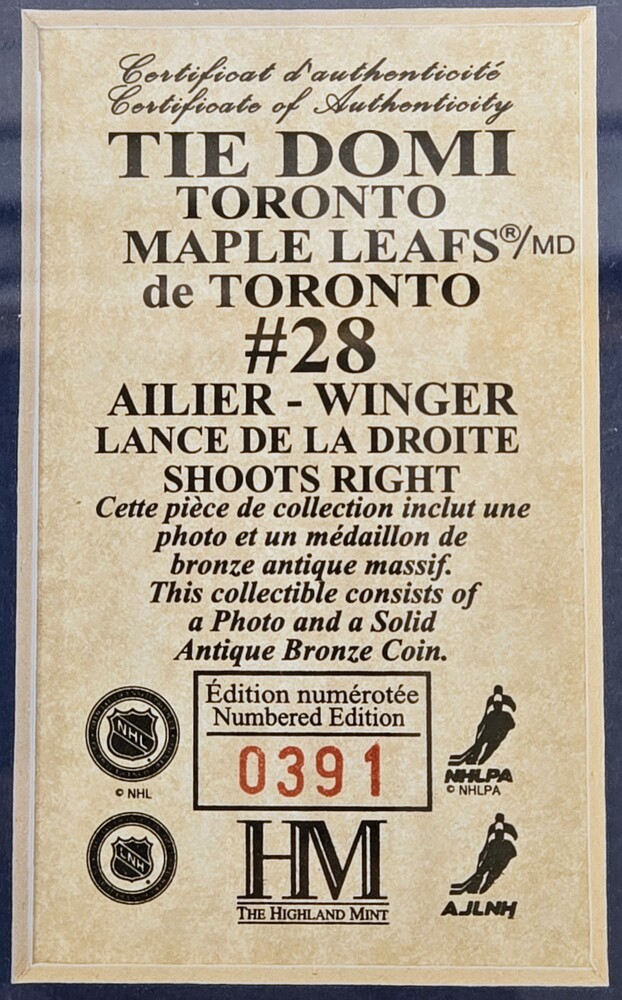 Certificat d'authenticité
Certificate of Authenticity
TIE DOMI
TORONTO
MAPLE LEAFS®/MD
de TORONTO
#28
AILIER - WINGER
LANCE DE LA DROITE
SHOOTS RIGHT
Cette pièce de collection inclut une
photo et un médaillon de
bronze antique massif.
This collectible consists of
a Photo and a Solid
Antique Bronze Coin.
Édition numérotée
Numbered Edition
0391
NHL
© NHL
NHLPA
© NHLPA
LNH
HM
THE HIGHLAND MINT
AJLNH